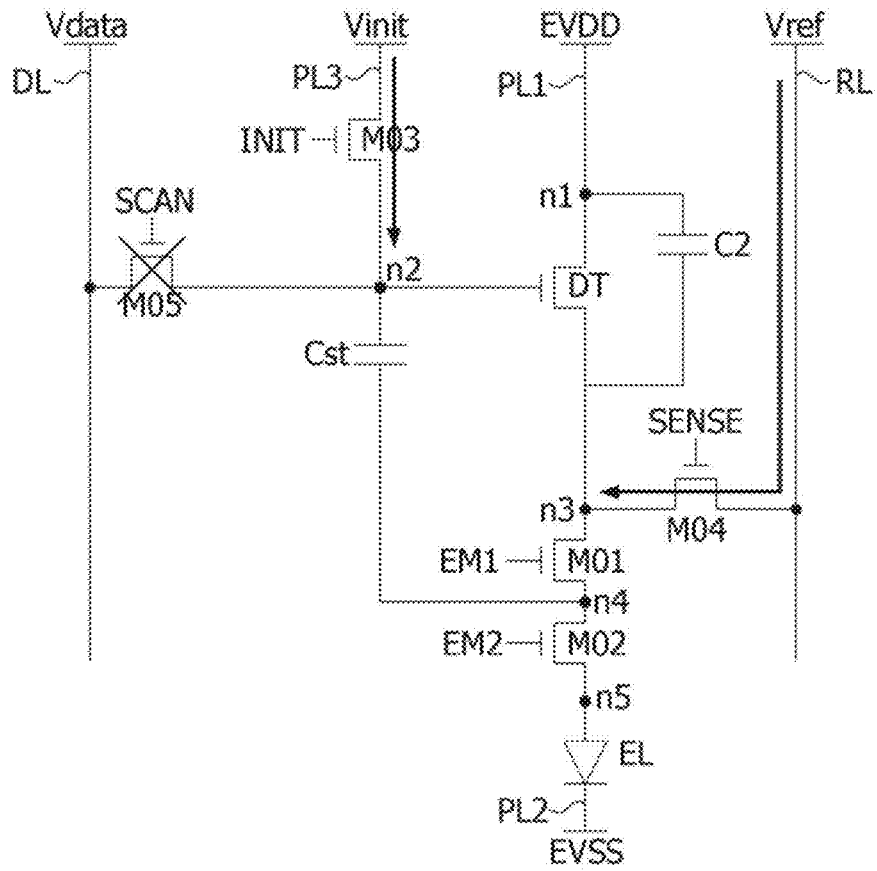 Vdata Vinit EVDD Vref
DL PL3 PL1 RL
INIT M03
SCAN n1
C2
n2 DT
M05
Cst
SENSE
n3 M04
EM1 M01
n4
EM2 M02
n5
EL
PL2
EVSS